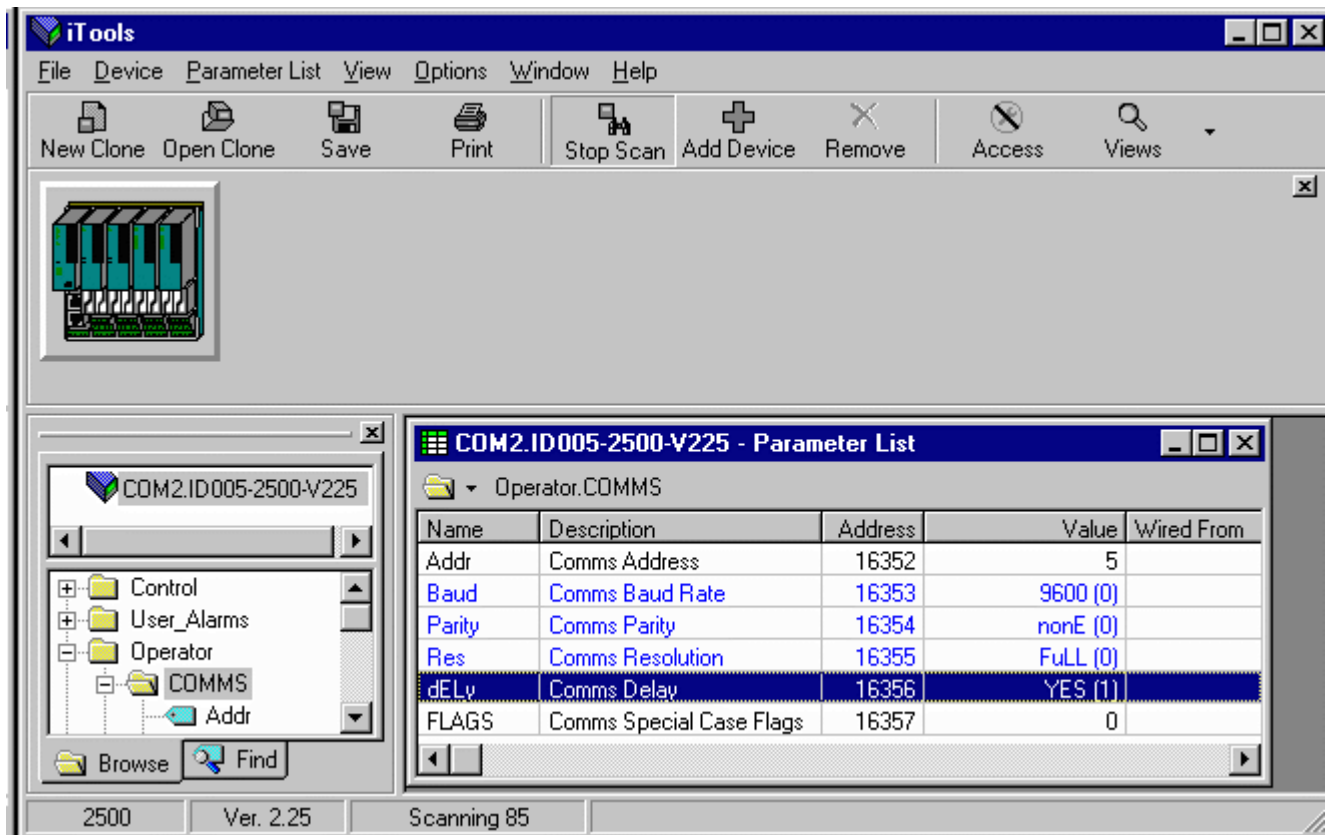 iTools
File Device Parameter List View Options Window Help
New Clone Open Clone Save Print Stop Scan Add Device Remove Access Views
COM2.ID005-2500-V225
Control
User_Alarms
Operator
COMMS
Addr
Browse Find
COM2.ID005-2500-V225 - Parameter List
Operator.COMMS
Name Description Address Value Wired From
Addr Comms Address 16352 5
Baud Comms Baud Rate 16353 9600 (0)
Parity Comms Parity 16354 nonE (0)
Res Comms Resolution 16355 FuLL (0)
dELy Comms Delay 16356 YES (1)
FLAGS Comms Special Case Flags 16357 0
2500 Ver. 2.25 Scanning 85